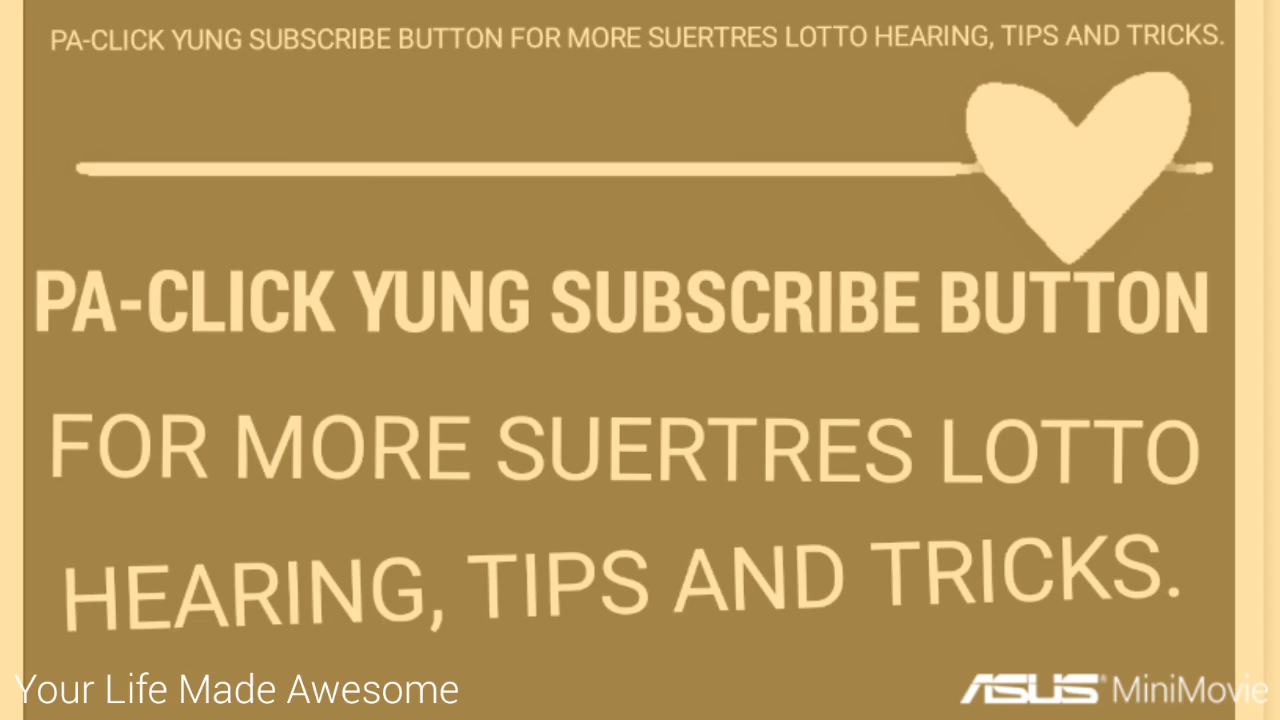 PA-CLICK YUNG SUBSCRIBE BUTTON FOR MORE SUERTRES LOTTO HEARING, TIPS AND TRICKS.
PA-CLICK YUNG SUBSCRIBE BUTTON
FOR MORE SUERTRES LOTTO
HEARING, TIPS AND TRICKS.
Your Life Made Awesome
ASUS MiniMovie